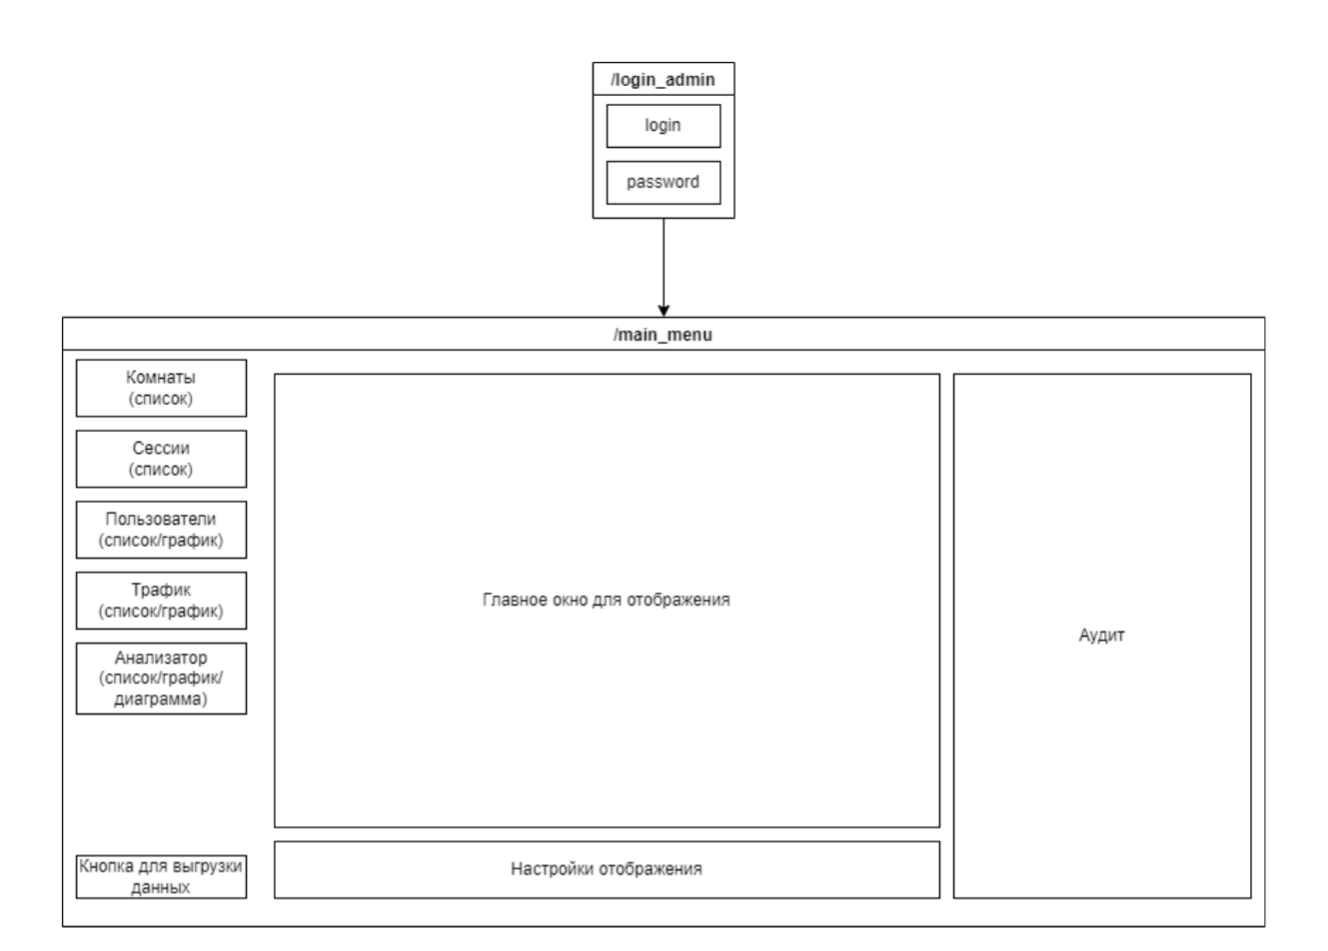 /login_admin
login
password
/main_menu
Комнаты
(список)
Сессии
(список)
Пользователи
(список/график)
Трафик
(список/график)
Анализатор
(список/график/
диаграмма)
Кнопка для выгрузки
данных
Главное окно для отображения
Настройки отображения
Аудит